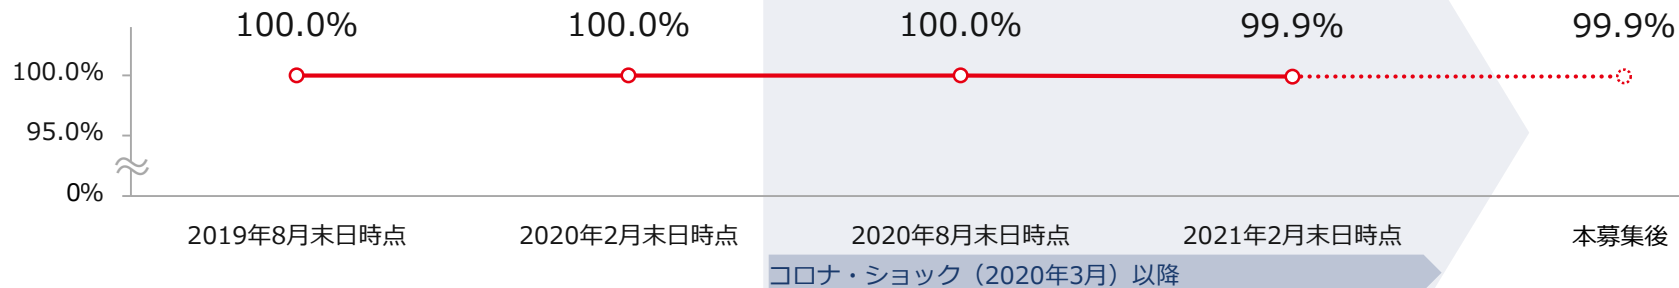 100.0% 100.0% 100.0% 99.9% 99.9%
100.0%
95.0%
0%
2019年8月末日時点 2020年2月末日時点 2020年8月末日時点 2021年2月末日時点 本募集後
コロナ・ショック（2020年3月）以降